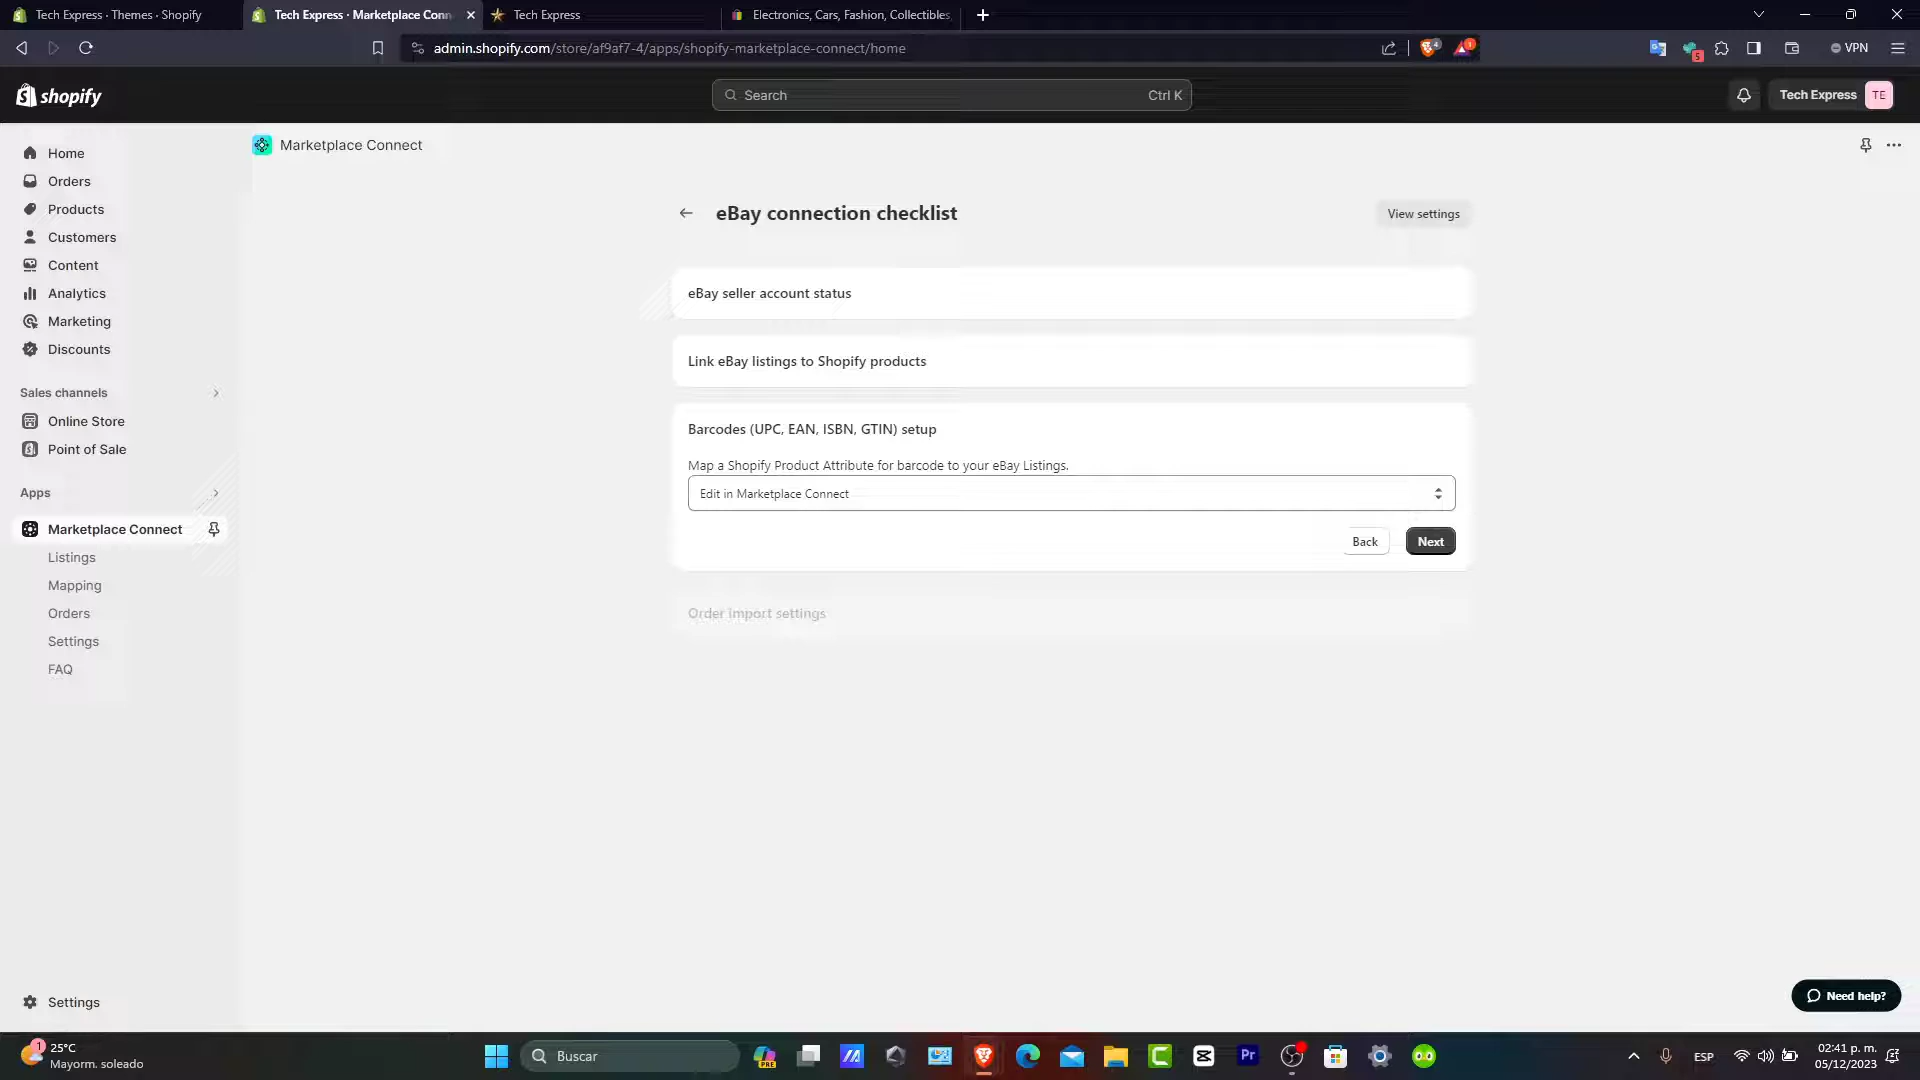 Tech Express · Themes · Shopify
Tech Express · Marketplace Conn
Tech Express
Electronics, Cars, Fashion, Collectibles,
admin.shopify.com/store/af9af7-4/apps/shopify-marketplace-connect/home
4
1
S
VPN
shopify
Search
Ctrl K
Tech Express
TE
Home
Orders
Products
Customers
Content
Analytics
Marketing
Discounts
Sales channels
Online Store
Point of Sale
Apps
Marketplace Connect
Listings
Mapping
Orders
Settings
FAQ
Settings
Marketplace Connect
eBay connection checklist
View settings
eBay seller account status
Link eBay listings to Shopify products
Barcodes (UPC, EAN, ISBN, GTIN) setup
Map a Shopify Product Attribute for barcode to your eBay Listings.
Edit in Marketplace Connect
Back
Next
Order import settings
Need help?
1
25°C
Mayorm. soleado
Buscar
PRE
Pr
ESP
02:41 p. m.
05/12/2023